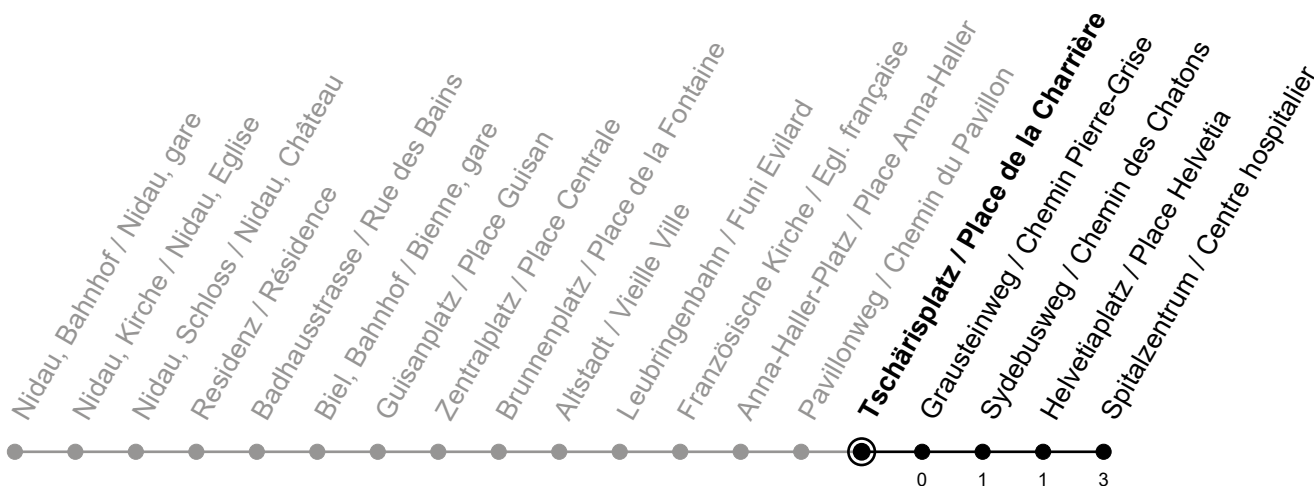 Nidau, Bahnhof / Nidau, gare
Nidau, Kirche / Nidau, Eglise
Nidau, Schloss / Nidau, Château
Residenz / Résidence
Badhausstrasse / Rue des Bains
Biel, Bahnhof / Bienne, gare
Guisanplatz / Place Guisan
Zentralplatz / Place Centrale
Brunnenplatz / Place de la Fontaine
Altstadt / Vieille Ville
Leubringenbahn / Funi Evilard
Französische Kirche / Egl. française
Anna-Haller-Platz / Place Anna-Haller
Pavillonweg / Chemin du Pavillon
Tschärisplatz / Place de la Charrière
Grausteinweg / Chemin Pierre-Grise
Sydebusweg / Chemin des Chatons
Helvetiaplatz / Place Helvetia
Spitalzentrum / Centre hospitalier
0 1 1 3